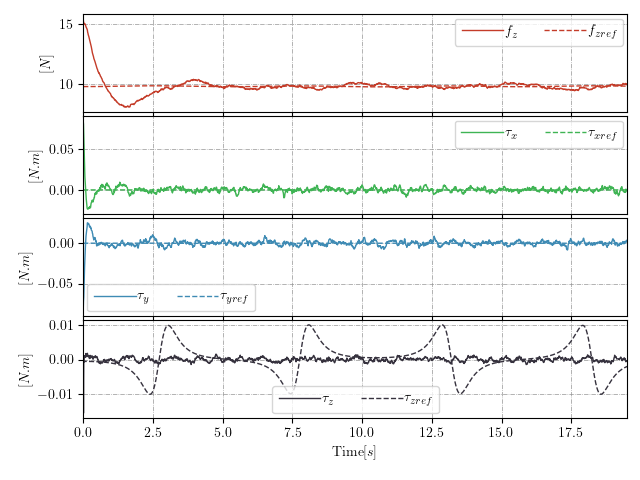 15
10
[N]
f_z f_zref
0.05
0.00
[N.m]
τ_x τ_xref
0.00
−0.05
[N.m]
τ_y τ_yref
0.01
0.00
−0.01
[N.m]
τ_z τ_zref
0.0 2.5 5.0 7.5 10.0 12.5 15.0 17.5
Time[s]